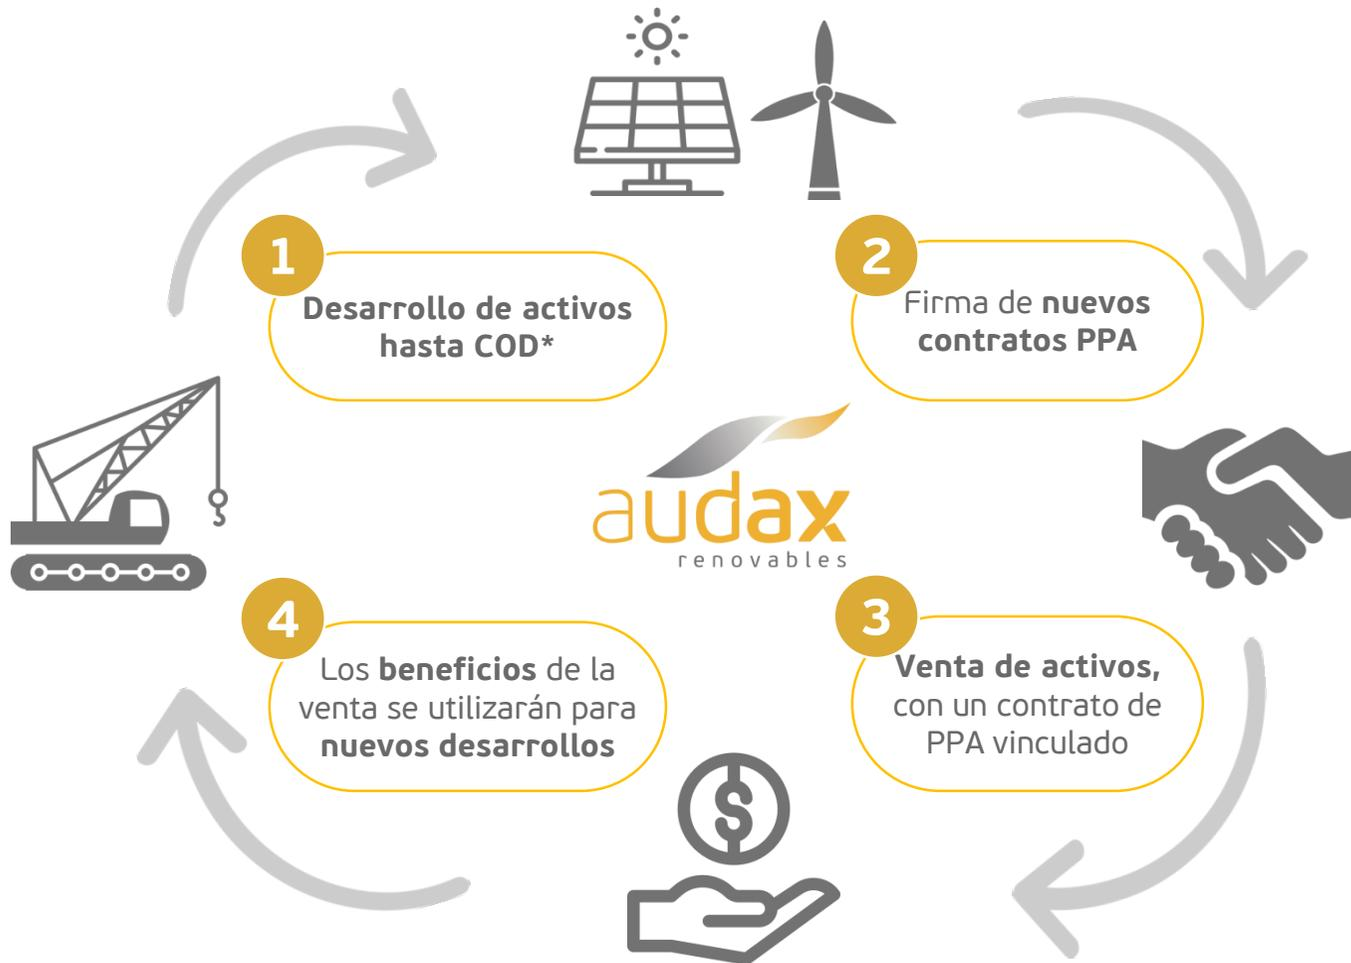 1
Desarrollo de activos
hasta COD*
2
Firma de nuevos
contratos PPA
audax
renovables
4
Los beneficios de la
venta se utilizarán para
nuevos desarrollos
3
Venta de activos,
con un contrato de
PPA vinculado
$